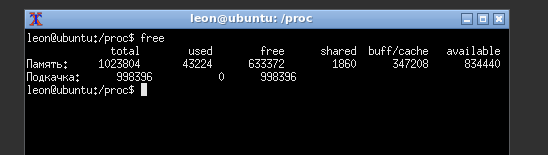 leon@ubuntu: /proc
leon@ubuntu:/proc$ free
total used free shared buff/cache available
Память: 1023804 43224 633372 1860 347208 834440
Подкачка: 998396 0 998396
leon@ubuntu:/proc$